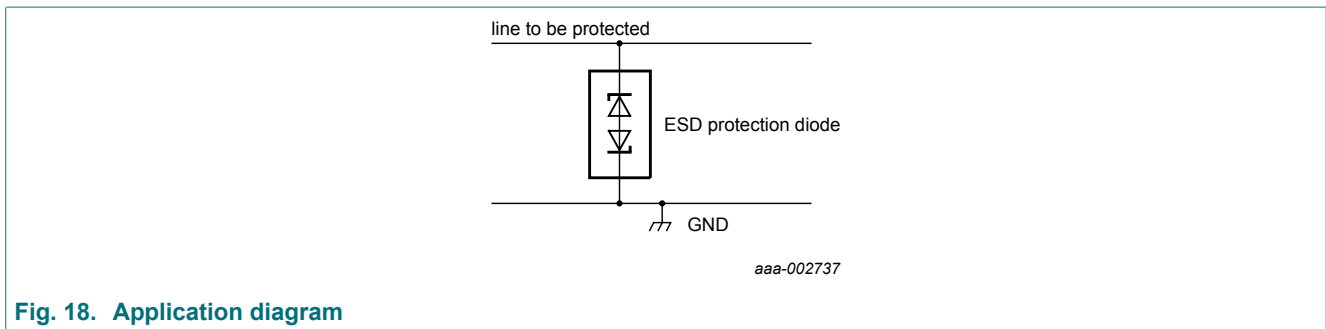 line to be protected
ESD protection diode
GND
aaa-002737
Fig. 18. Application diagram